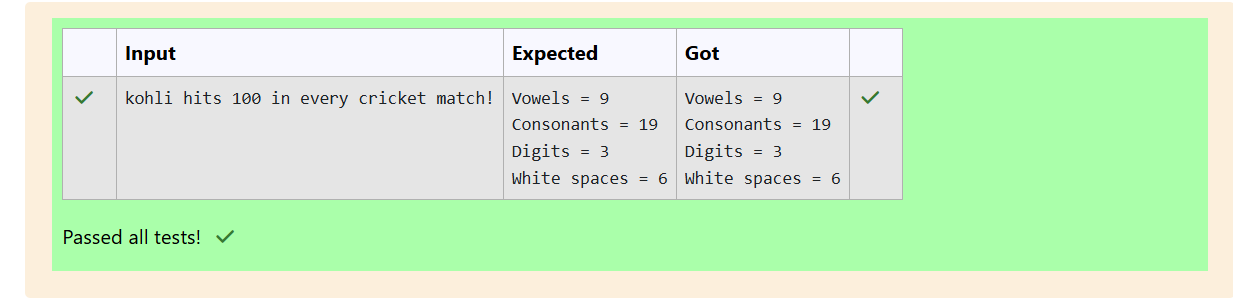 Input Expected Got
kohli hits 100 in every cricket match! Vowels = 9 Vowels = 9
Consonants = 19 Consonants = 19
Digits = 3 Digits = 3
White spaces = 6 White spaces = 6
Passed all tests!